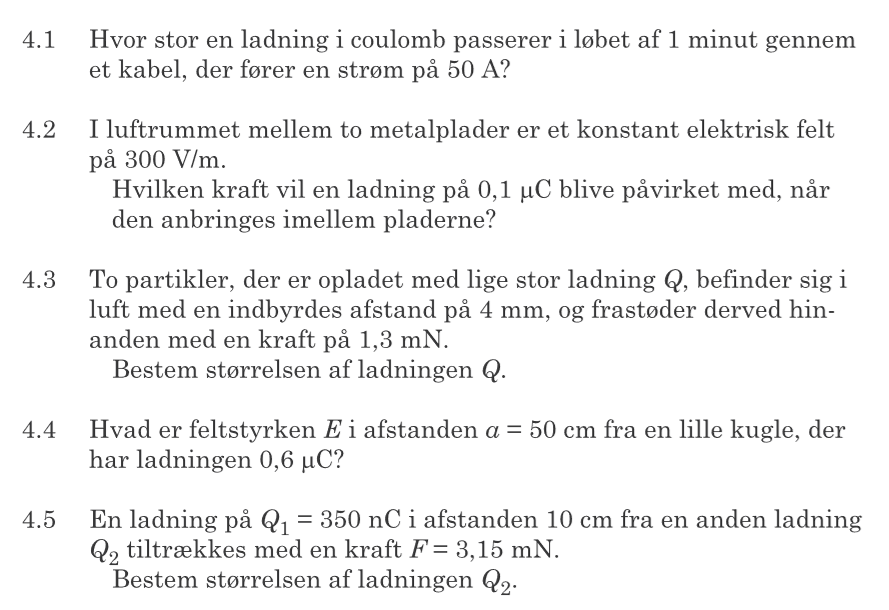 4.1 Hvor stor en ladning i coulomb passerer i løbet af 1 minut gennem
et kabel, der fører en strøm på 50 A?
4.2 I luftrummet mellem to metalplader er et konstant elektrisk felt
på 300 V/m.
Hvilken kraft vil en ladning på 0,1 μC blive påvirket med, når
den anbringes imellem pladerne?
4.3 To partikler, der er opladet med lige stor ladning Q, befinder sig i
luft med en indbyrdes afstand på 4 mm, og frastøder derved hin-
anden med en kraft på 1,3 mN.
Bestem størrelsen af ladningen Q.
4.4 Hvad er feltstyrken E i afstanden a = 50 cm fra en lille kugle, der
har ladningen 0,6 μC?
4.5 En ladning på Q₁ = 350 nC i afstanden 10 cm fra en anden ladning
Q₂ tiltrækkes med en kraft F = 3,15 mN.
Bestem størrelsen af ladningen Q₂.